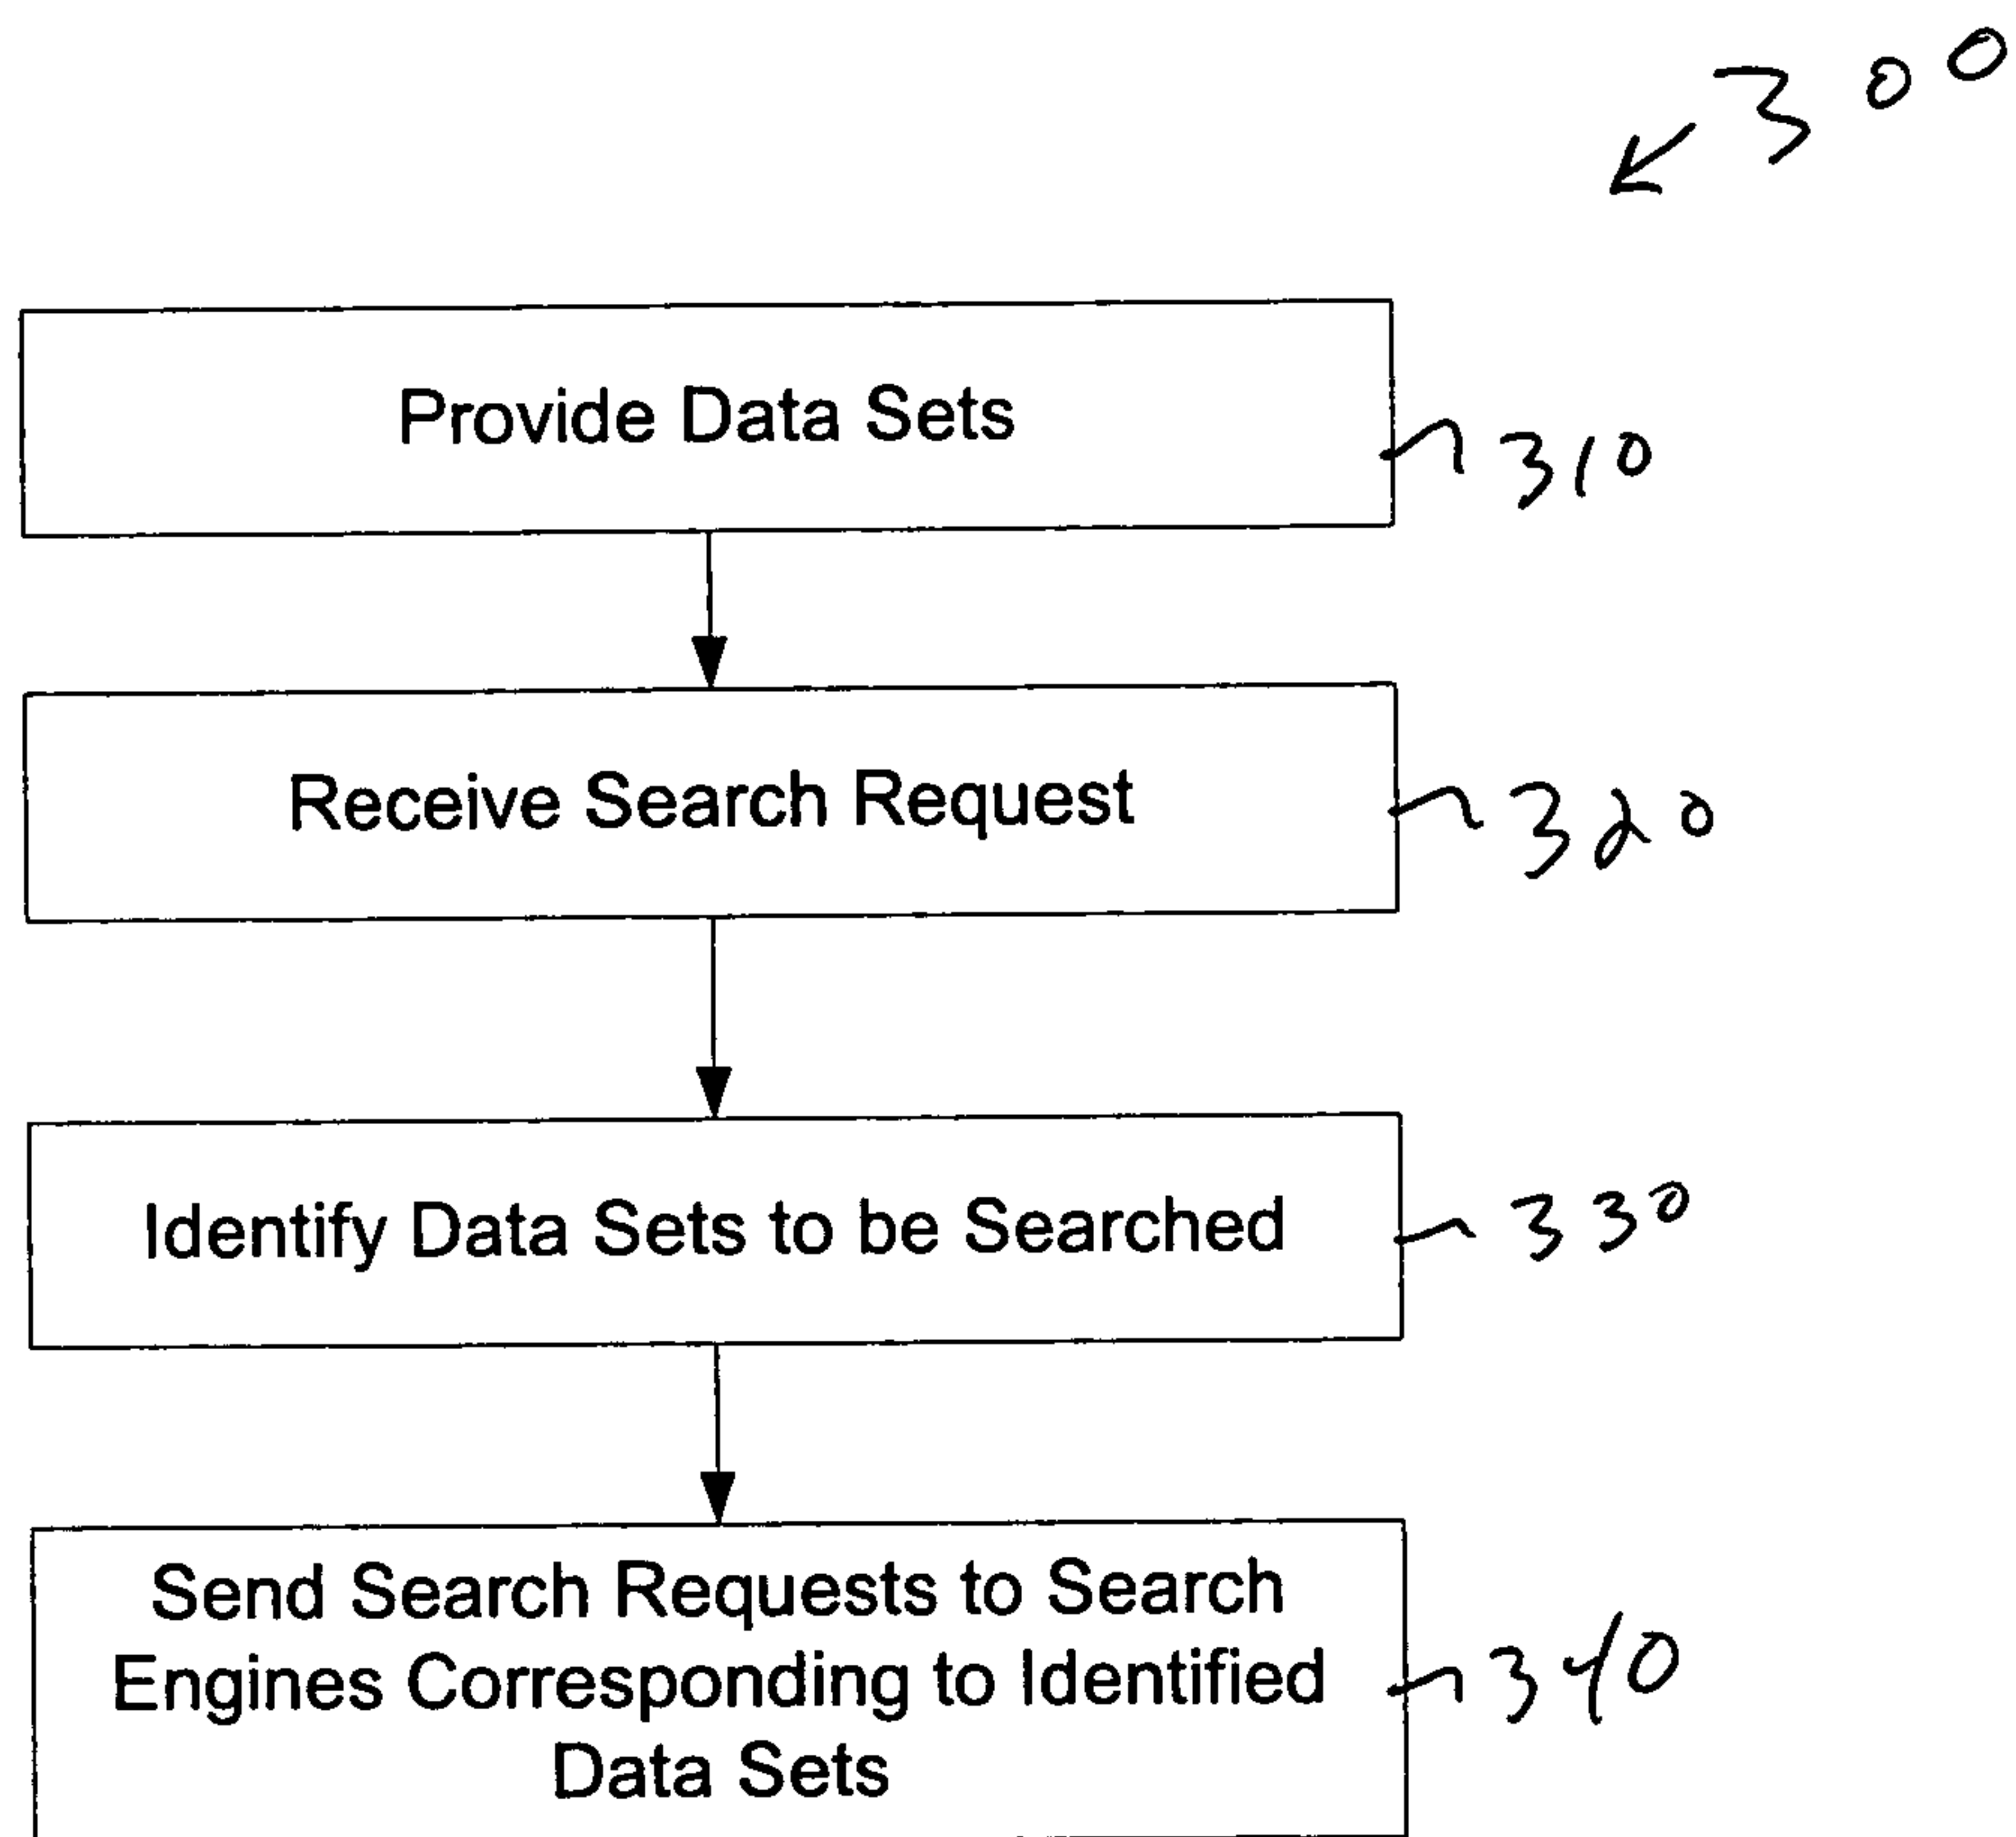 300
Provide Data Sets
310
Receive Search Request
320
Identify Data Sets to be Searched
330
Send Search Requests to Search
Engines Corresponding to Identified
Data Sets
340